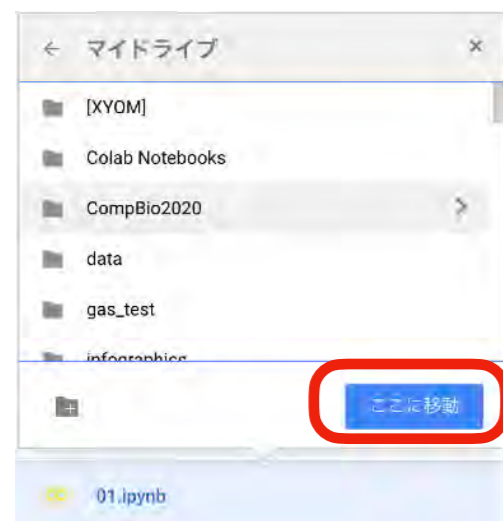 マイドライブ
[XYOM]
Colab Notebooks
CompBio2020
data
gas_test
infographics
ここに移動
01.ipynb